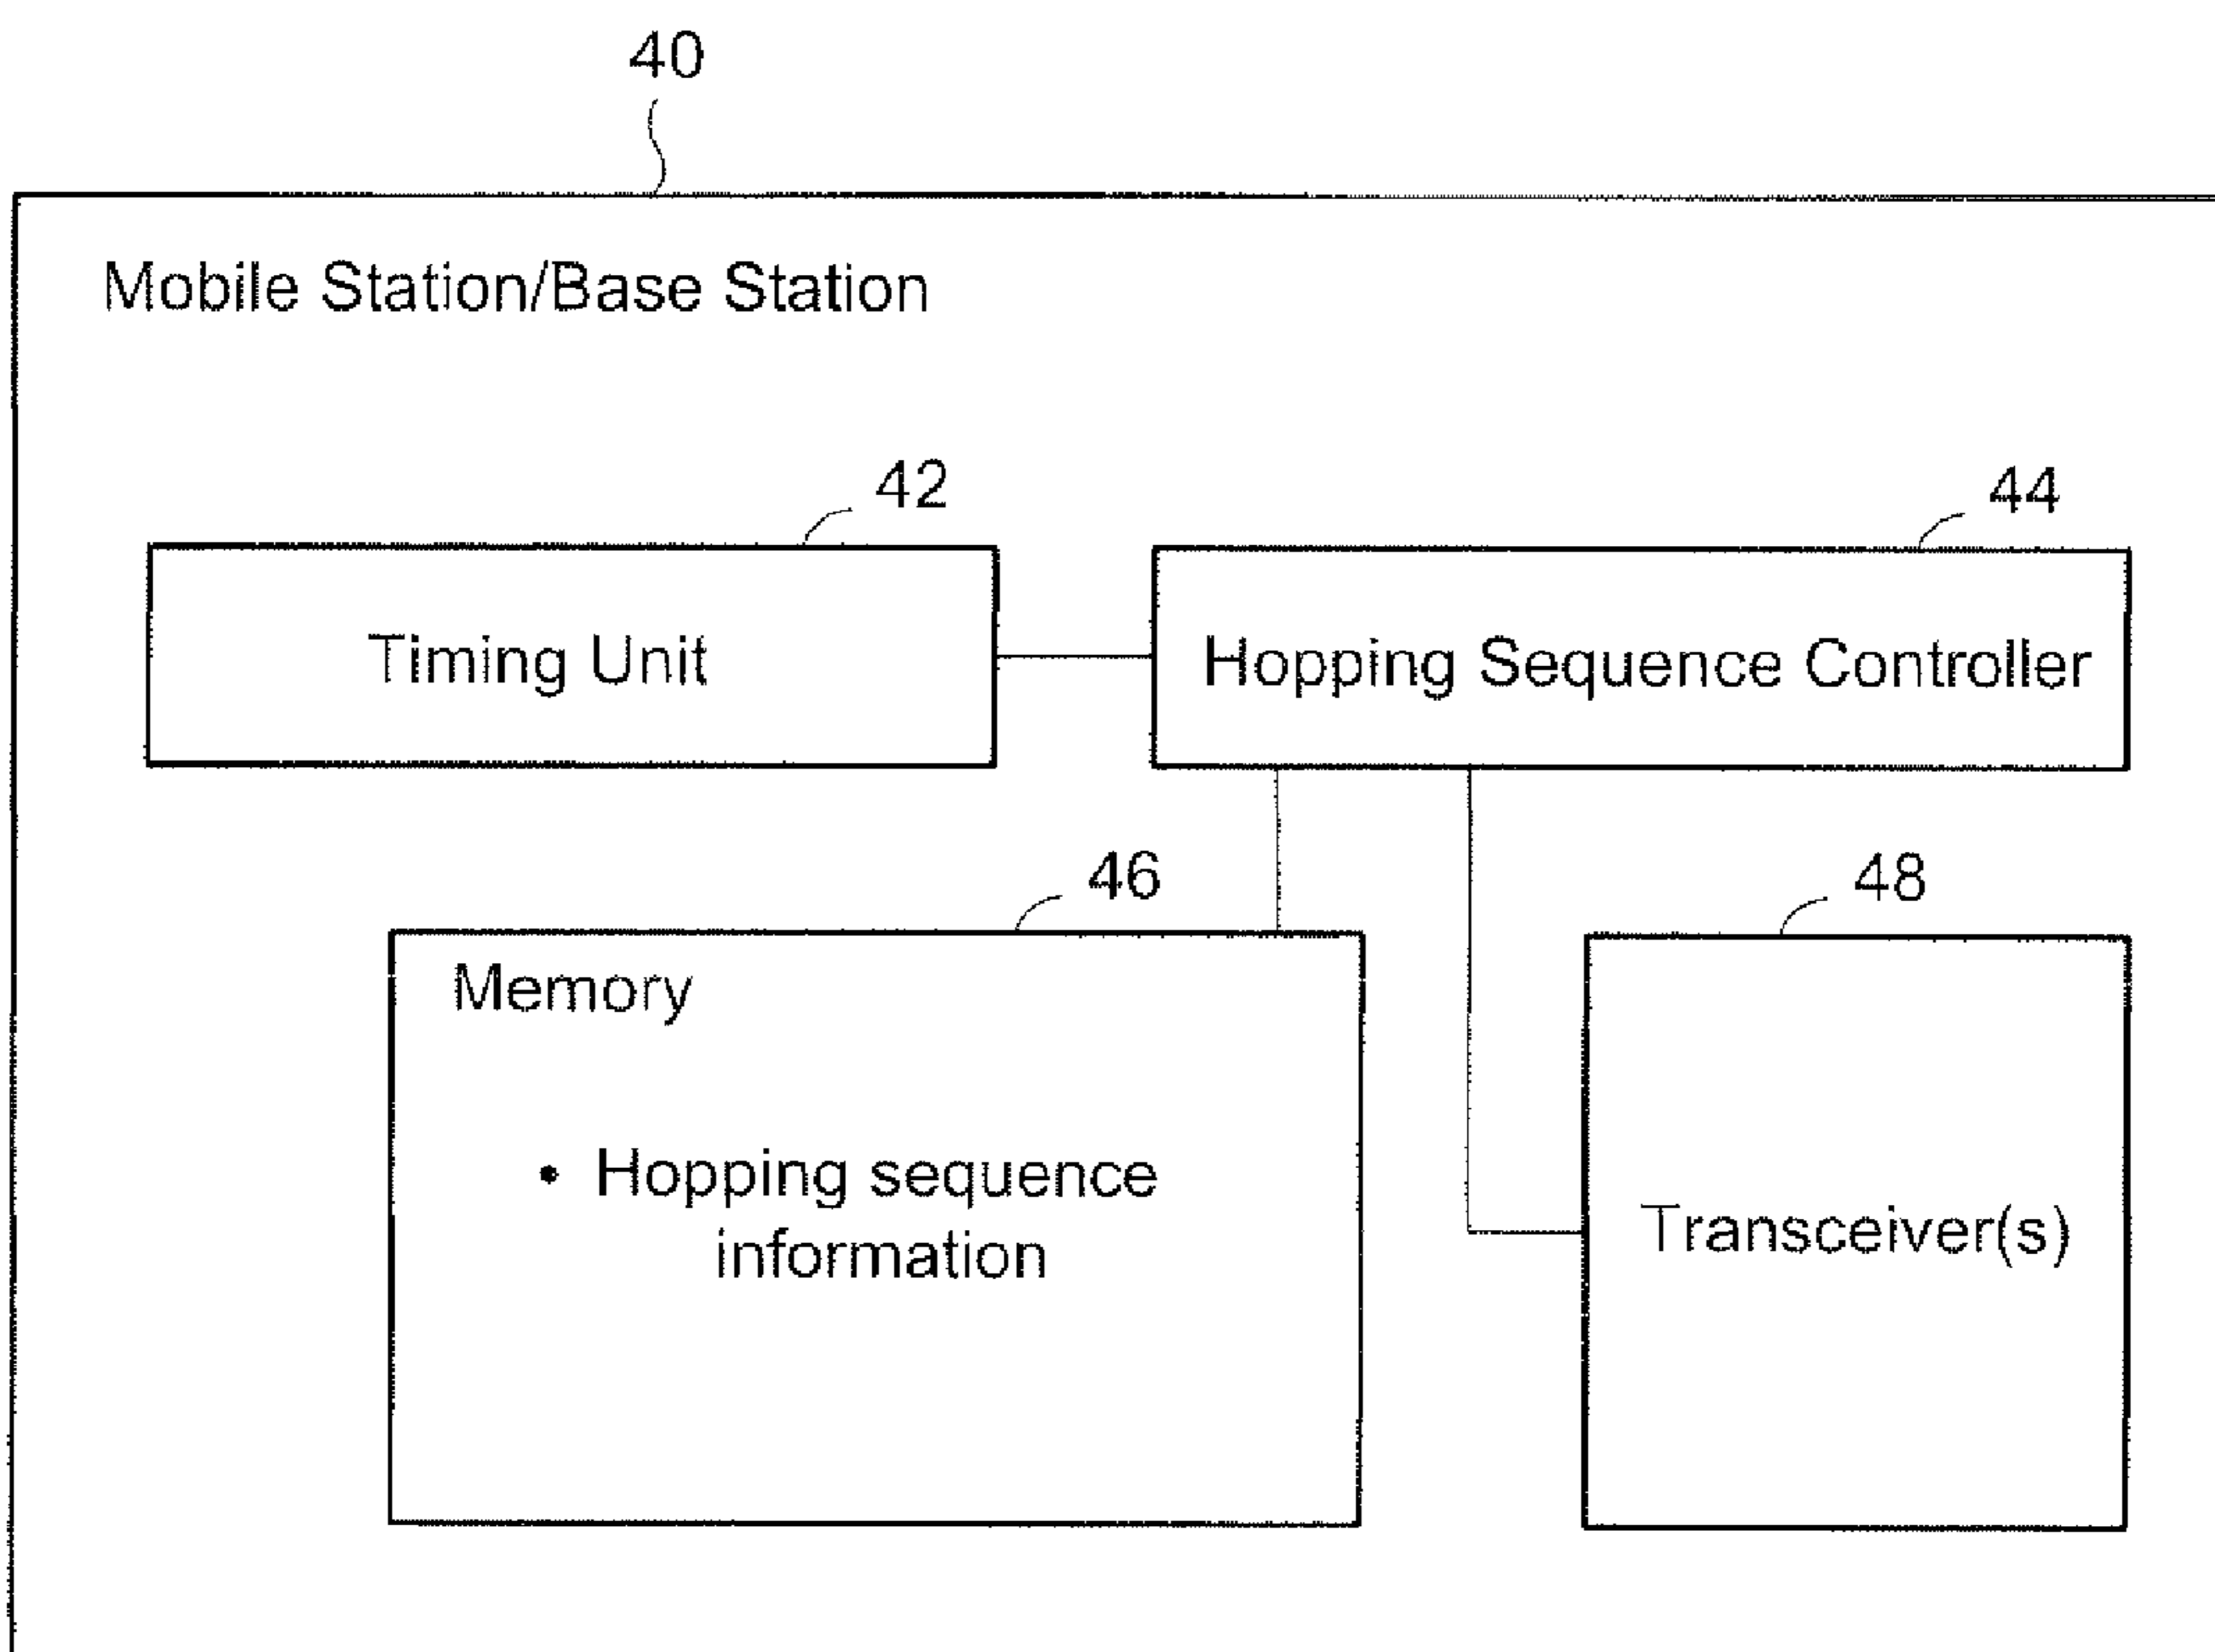 40
Mobile Station/Base Station
42
44
Timing Unit
Hopping Sequence Controller
46
48
Memory
• Hopping sequence
information
Transceiver(s)